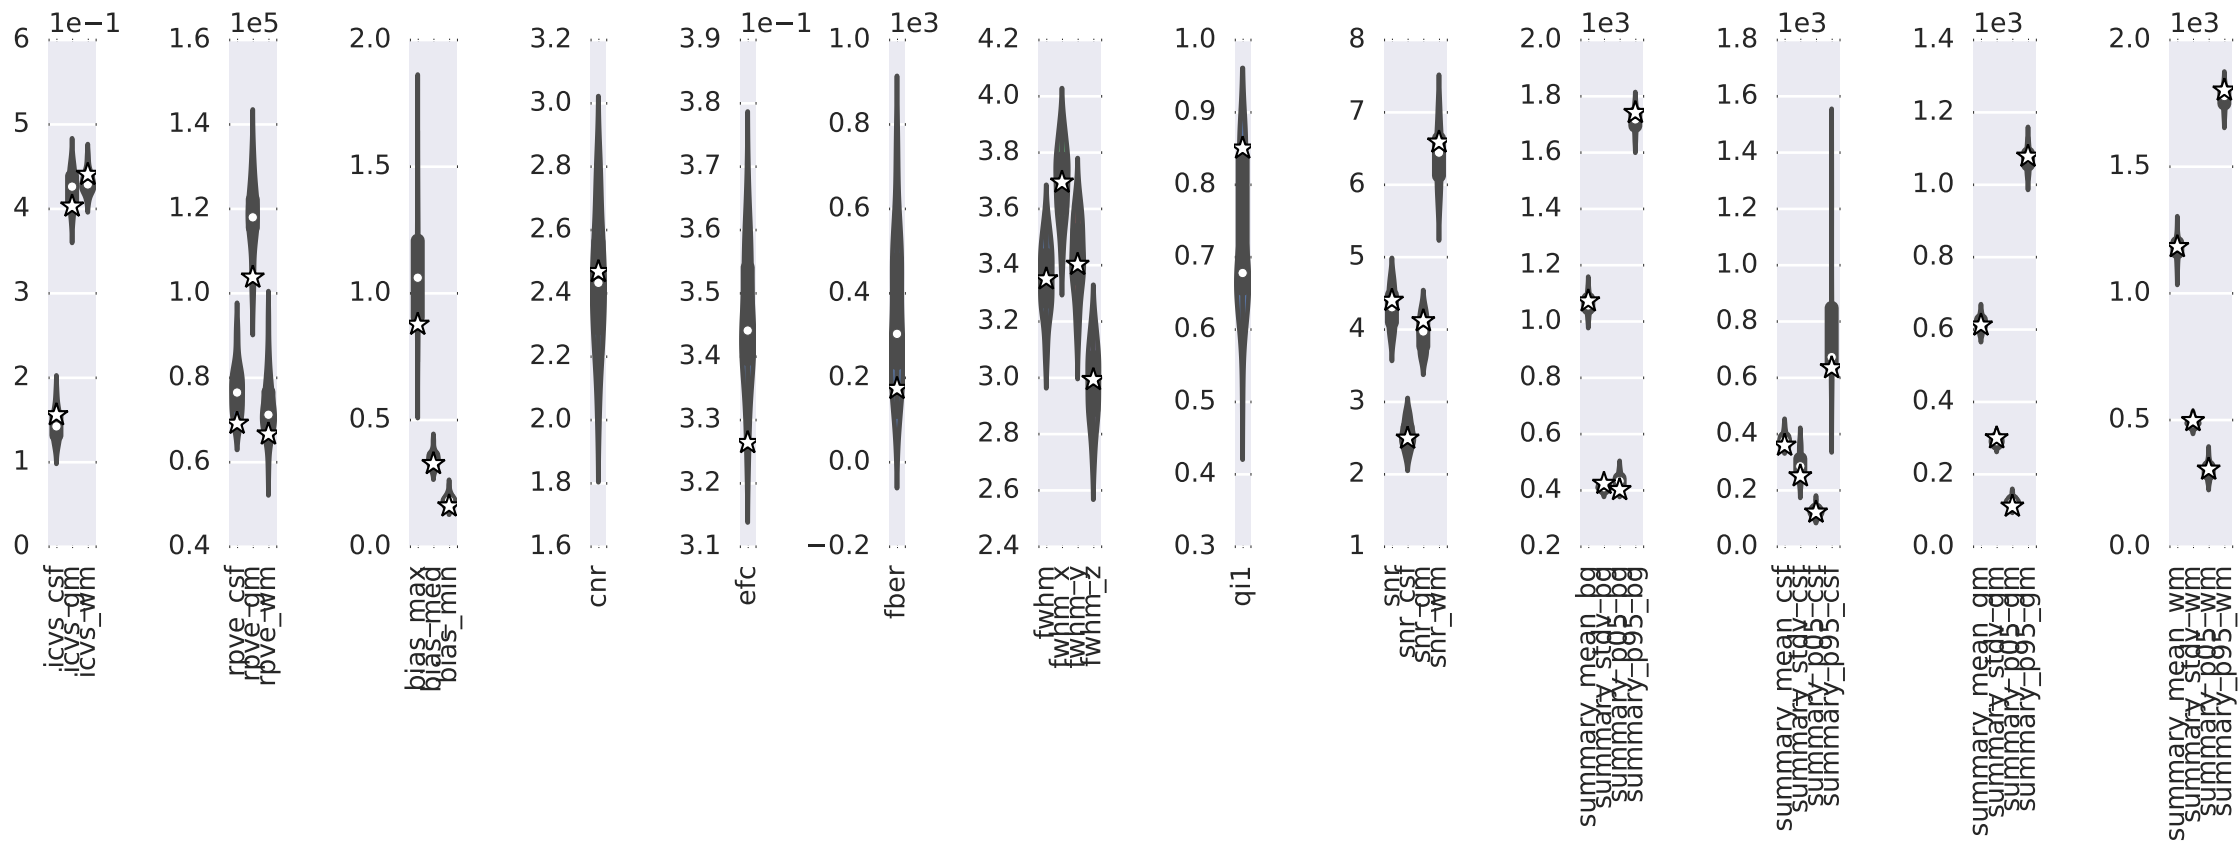 1e−1
6
5
4
3
2
1
0
icvs_csf
icvs_gm
icvs_wm
1e5
1.6
1.4
1.2
1.0
0.8
0.6
0.4
rpve_csf
rpve_gm
rpve_wm
2.0
1.5
1.0
0.5
0.0
bias_max
bias_med
bias_min
3.2
3.0
2.8
2.6
2.4
2.2
2.0
1.8
1.6
cnr
1e−1
3.9
3.8
3.7
3.6
3.5
3.4
3.3
3.2
3.1
efc
1e3
1.0
0.8
0.6
0.4
0.2
0.0
−0.2
fber
4.2
4.0
3.8
3.6
3.4
3.2
3.0
2.8
2.6
2.4
fwhm
fwhm_x
fwhm_y
fwhm_z
1.0
0.9
0.8
0.7
0.6
0.5
0.4
0.3
qi1
8
7
6
5
4
3
2
1
snr
snr_csf
snr_gm
snr_wm
1e3
2.0
1.8
1.6
1.4
1.2
1.0
0.8
0.6
0.4
0.2
summary_mean_bg
summary_stdv_bg
summary_p05_bg
summary_p95_bg
1e3
1.8
1.6
1.4
1.2
1.0
0.8
0.6
0.4
0.2
0.0
summary_mean_csf
summary_stdv_csf
summary_p05_csf
summary_p95_csf
1e3
1.4
1.2
1.0
0.8
0.6
0.4
0.2
0.0
summary_mean_gm
summary_stdv_gm
summary_p05_gm
summary_p95_gm
1e3
2.0
1.5
1.0
0.5
0.0
summary_mean_wm
summary_stdv_wm
summary_p05_wm
summary_p95_wm